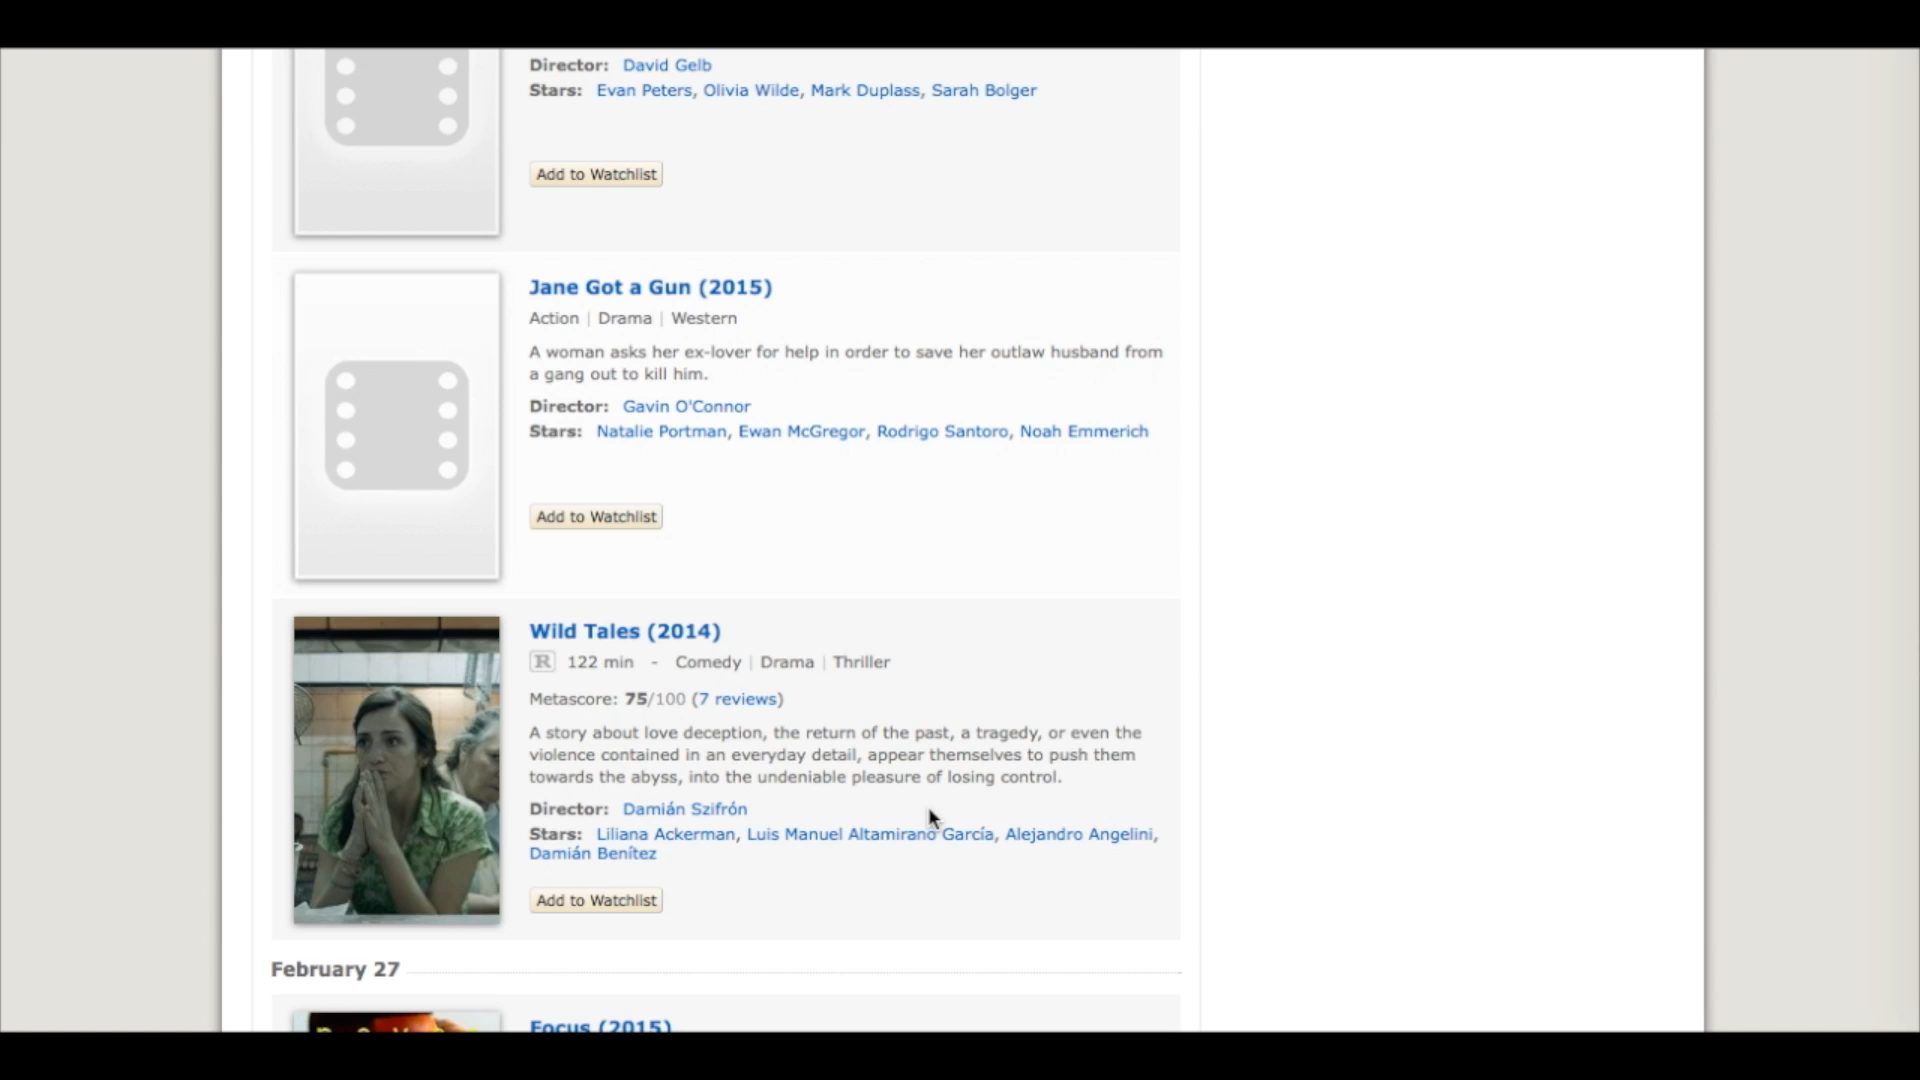 Director: David Gelb
Stars: Evan Peters, Olivia Wilde, Mark Duplass, Sarah Bolger
Add to Watchlist
Jane Got a Gun (2015)
Action | Drama | Western
A woman asks her ex-lover for help in order to save her outlaw husband from
a gang out to kill him.
Director: Gavin O'Connor
Stars: Natalie Portman, Ewan McGregor, Rodrigo Santoro, Noah Emmerich
Add to Watchlist
Wild Tales (2014)
R 122 min - Comedy | Drama | Thriller
Metascore: 75/100 (7 reviews)
A story about love deception, the return of the past, a tragedy, or even the
violence contained in an everyday detail, appear themselves to push them
towards the abyss, into the undeniable pleasure of losing control.
Director: Damián Szifrón
Stars: Liliana Ackerman, Luis Manuel Altamirano García, Alejandro Angelini,
Damián Benítez
Add to Watchlist
February 27
Focus (2015)